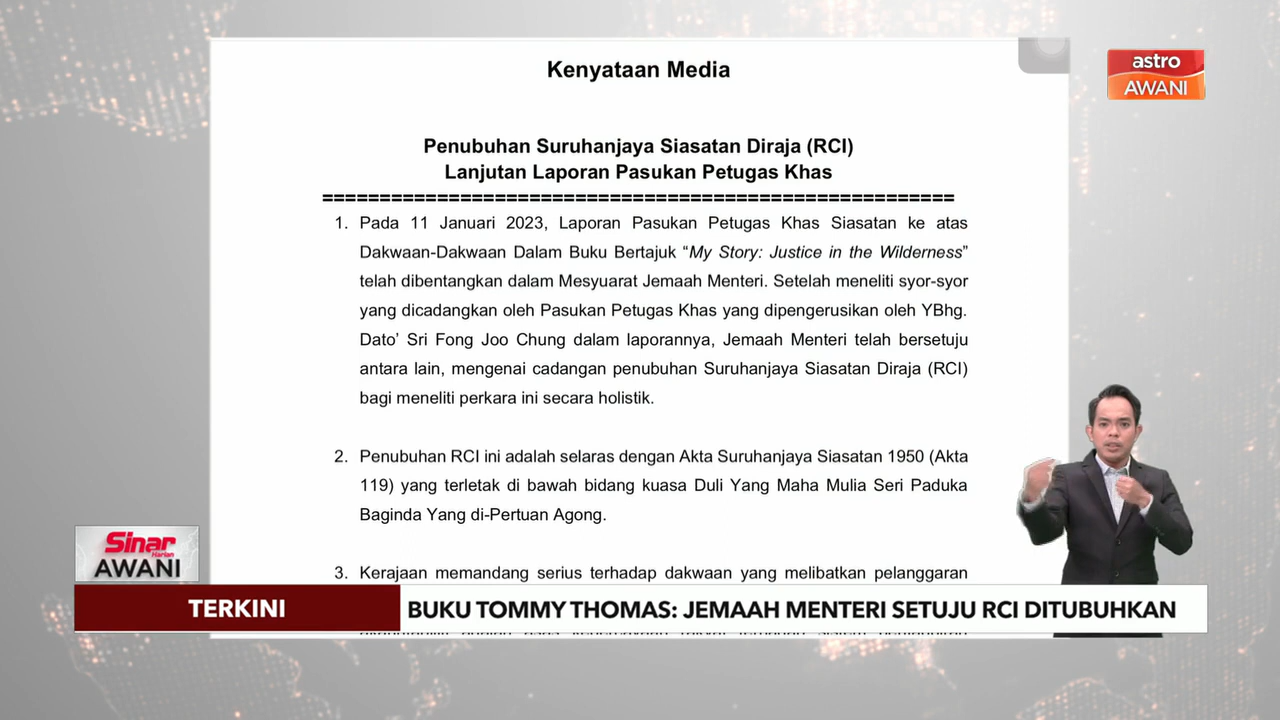 Kenyataan Media
astro
AWANI
Penubuhan Suruhanjaya Siasatan Diraja (RCI)
Lanjutan Laporan Pasukan Petugas Khas
=======================================================
1. Pada 11 Januari 2023, Laporan Pasukan Petugas Khas Siasatan ke atas
Dakwaan-Dakwaan Dalam Buku Bertajuk “My Story: Justice in the Wilderness”
telah dibentangkan dalam Mesyuarat Jemaah Menteri. Setelah meneliti syor-syor
yang dicadangkan oleh Pasukan Petugas Khas yang dipengerusikan oleh YBhg.
Dato’ Sri Fong Joo Chung dalam laporannya, Jemaah Menteri telah bersetuju
antara lain, mengenai cadangan penubuhan Suruhanjaya Siasatan Diraja (RCI)
bagi meneliti perkara ini secara holistik.
2. Penubuhan RCI ini adalah selaras dengan Akta Suruhanjaya Siasatan 1950 (Akta
119) yang terletak di bawah bidang kuasa Duli Yang Maha Mulia Seri Paduka
Baginda Yang di-Pertuan Agong.
3. Kerajaan memandang serius terhadap dakwaan yang melibatkan pelanggaran
Sinar
Harian
AWANI
TERKINI
BUKU TOMMY THOMAS: JEMAAH MENTERI SETUJU RCI DITUBUHKAN